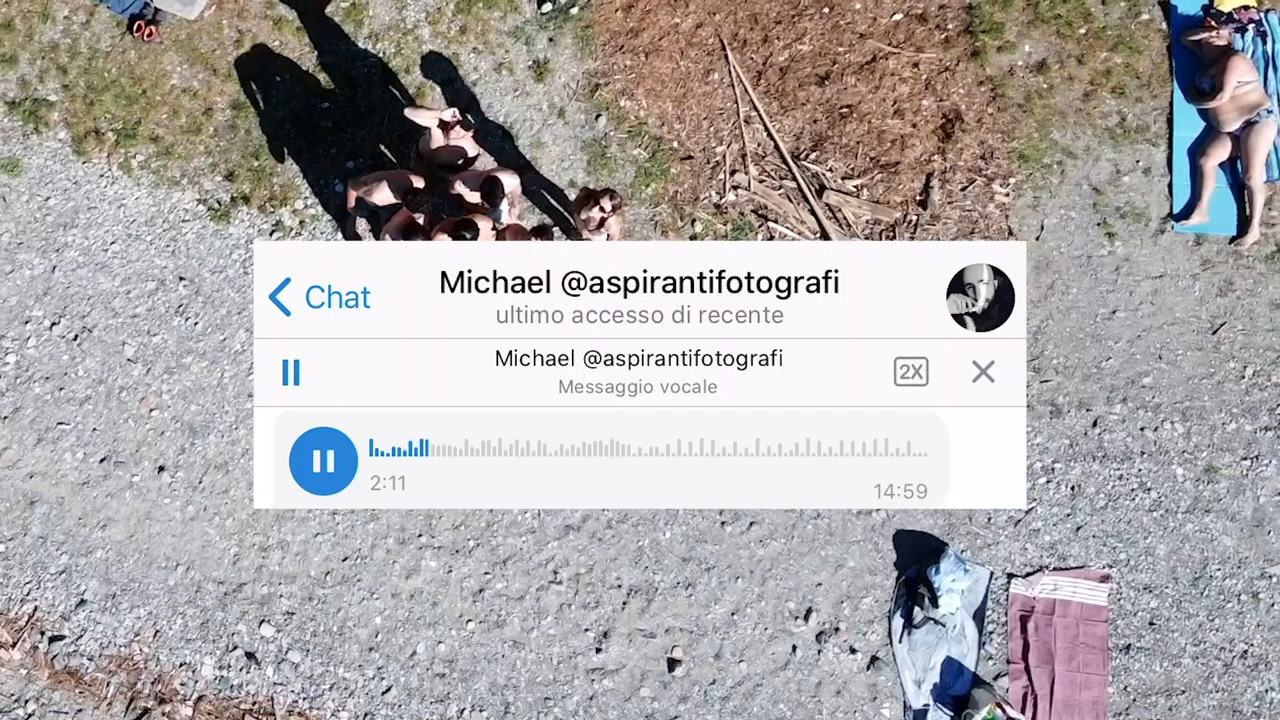 Chat
Michael @aspirantifotografi
ultimo accesso di recente
Michael @aspirantifotografi
Messaggio vocale
2X
2:11
14:59